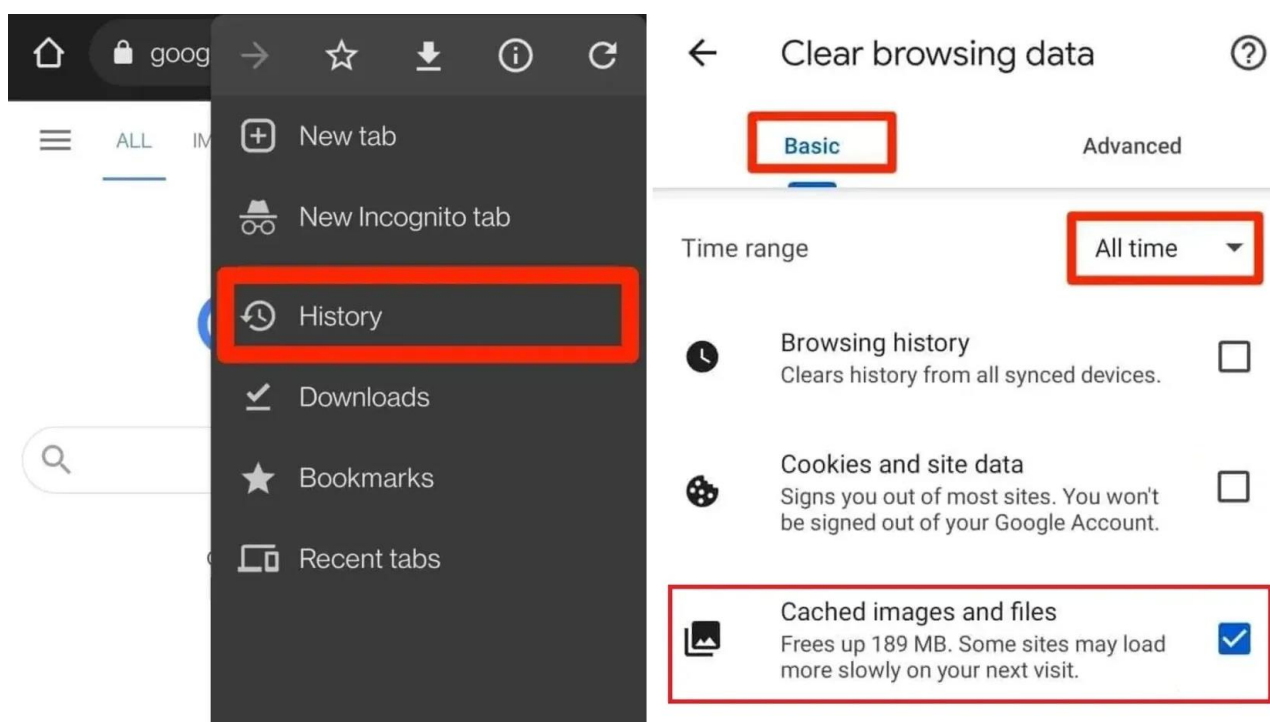 goog
ALL IM
New tab
New Incognito tab
History
Downloads
Bookmarks
Recent tabs
Clear browsing data
Basic
Advanced
Time range
All time
Browsing history
Clears history from all synced devices.
Cookies and site data
Signs you out of most sites. You won't
be signed out of your Google Account.
Cached images and files
Frees up 189 MB. Some sites may load
more slowly on your next visit.